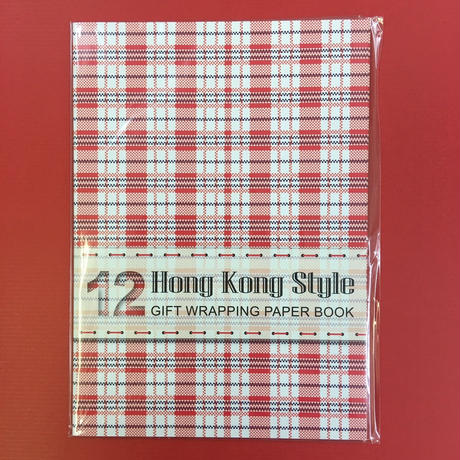 12 Hong Kong Style
GIFT WRAPPING PAPER BOOK